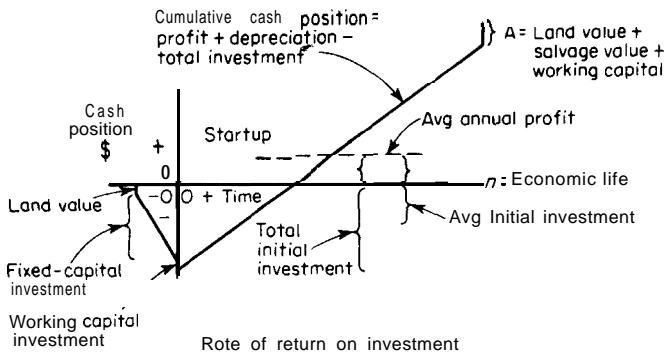 Cumulative cash position =
profit + depreciation –
total investment
A = Land value +
salvage value +
working capital
Cash
position
$
+
Startup
Avg annual profit
0
–
–0
0 + Time
n = Economic life
Land value
Avg Initial investment
Total
initial
investment
Fixed-capital
investment
Working capital
investment
Rote of return on investment